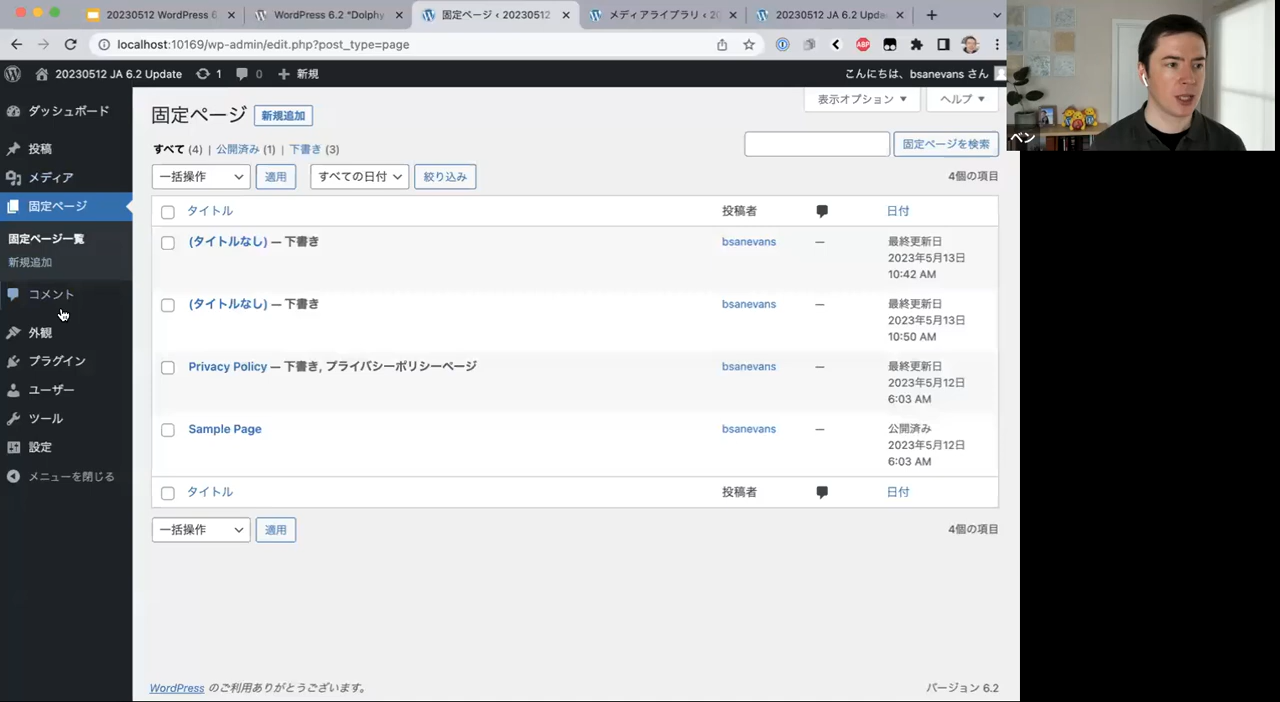 20230512 WordPress 6
WordPress 6.2 "Dolphy
固定ページ ‹ 20230512
メディアライブラリ ‹ 20
20230512 JA 6.2 Upda
localhost:10169/wp-admin/edit.php?post_type=page
ABP
20230512 JA 6.2 Update
1
0
新規
こんにちは、bsanevans さん
ベン
ダッシュボード
投稿
メディア
固定ページ
固定ページ一覧
新規追加
コメント
外観
プラグイン
ユーザー
ツール
設定
メニューを閉じる
固定ページ 新規追加
表示オプション ▼
ヘルプ ▼
すべて (4) | 公開済み (1) | 下書き (3)
固定ページを検索
一括操作 適用 すべての日付 絞り込み
4個の項目
タイトル 投稿者 日付
(タイトルなし) — 下書き bsanevans — 最終更新日
2023年5月13日
10:42 AM
(タイトルなし) — 下書き bsanevans — 最終更新日
2023年5月13日
10:50 AM
Privacy Policy — 下書き, プライバシーポリシーページ bsanevans — 最終更新日
2023年5月12日
6:03 AM
Sample Page bsanevans — 公開済み
2023年5月12日
6:03 AM
タイトル 投稿者 日付
一括操作 適用
4個の項目
WordPress のご利用ありがとうございます。
バージョン 6.2